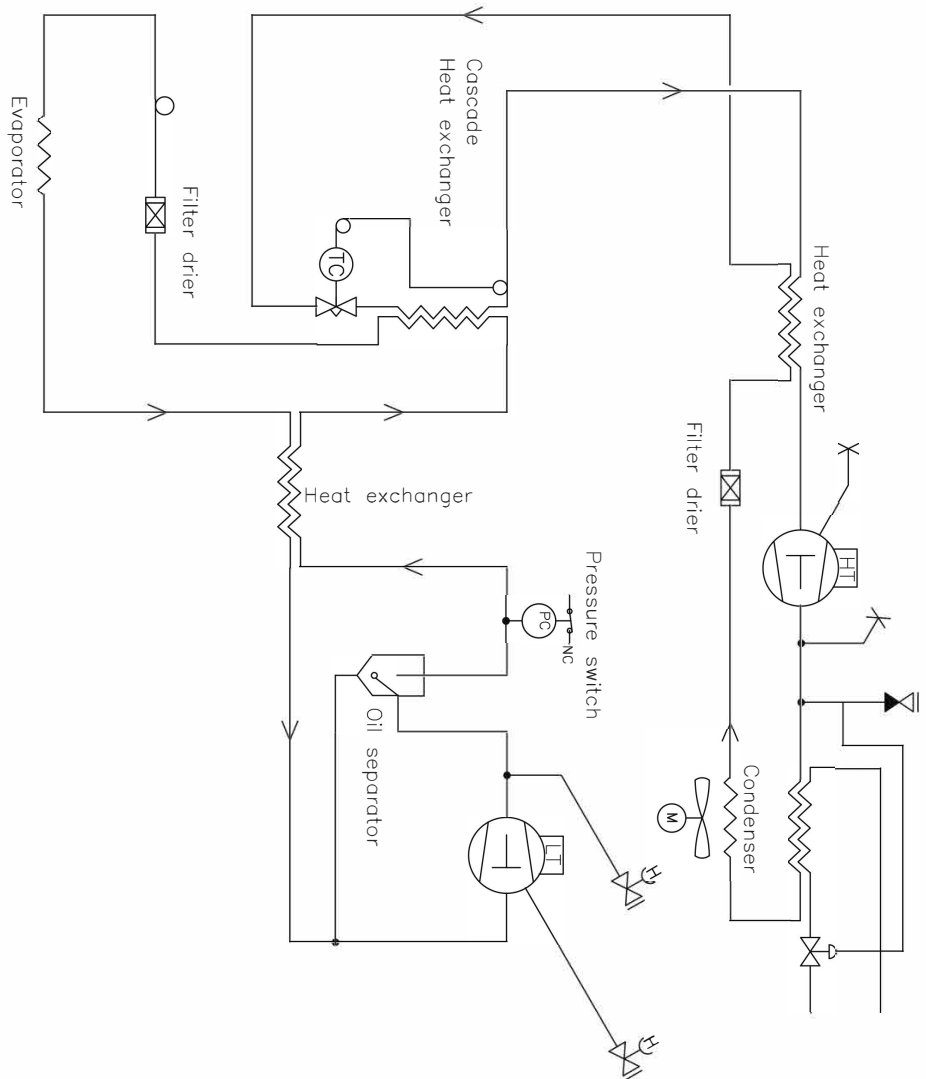 Cascade
Heat exchanger
Evaporator
Filter drier
TC
Heat exchanger
Filter drier
HT
Heat exchanger
Pressure switch
PC
NC
Oil separator
Condenser
M
LT
H
H